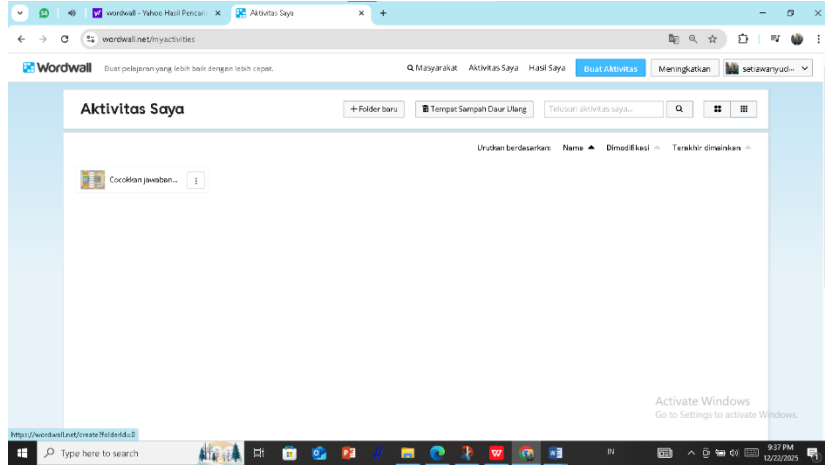 wordwall - Yahoo Hasil Pencari
Aktivitas Saya
wordwall.net/myactivities
Wordwall
Buat pelajaran yang lebih baik dengan lebih cepat.
Masyarakat Aktivitas Saya Hasil Saya Buat Aktivitas Meningkatkan setiawanyud...
Aktivitas Saya
+ Folder baru Tempat Sampah Daur Ulang Telusuri aktivitas saya...
Urutkan berdasarkan: Nama Dimodifikasi Terakhir dimainkan
Cocokkan jawaban...
Activate Windows
Go to Settings to activate Windows.
https://wordwall.net/create?folderId=0
Type here to search
IN
9:37 PM
12/22/2025